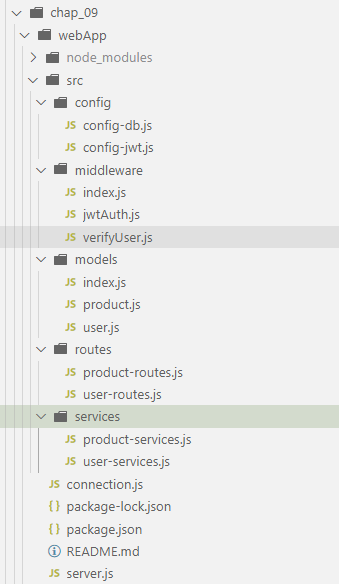 chap_09
webApp
node_modules
src
config
JS config-db.js
JS config-jwt.js
middleware
JS index.js
JS jwtAuth.js
JS verifyUser.js
models
JS index.js
JS product.js
JS user.js
routes
JS product-routes.js
JS user-routes.js
services
JS product-services.js
JS user-services.js
JS connection.js
{} package-lock.json
{} package.json
README.md
JS server.js